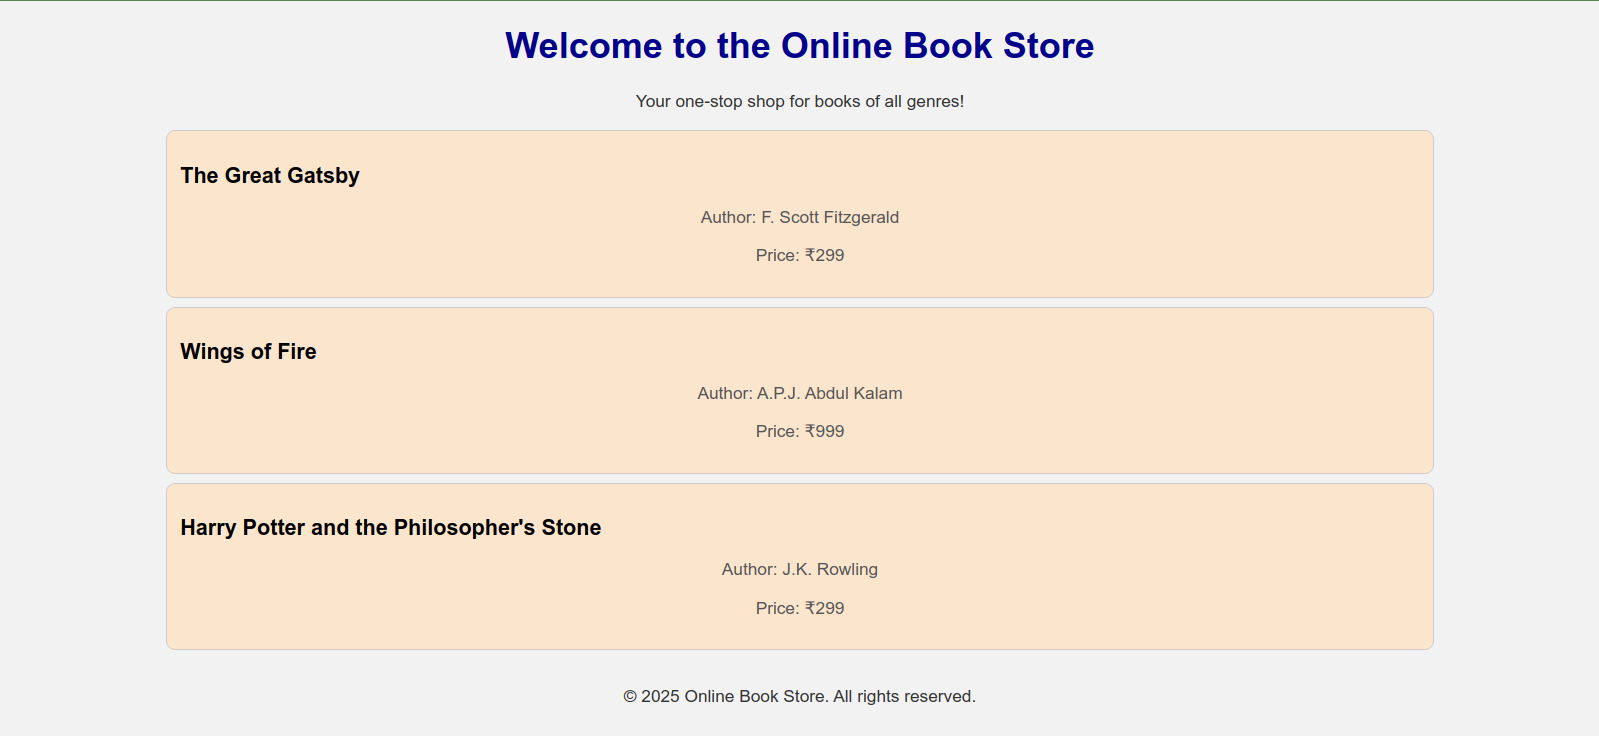 Welcome to the Online Book Store
Your one-stop shop for books of all genres!
The Great Gatsby
Author: F. Scott Fitzgerald
Price: ₹299
Wings of Fire
Author: A.P.J. Abdul Kalam
Price: ₹999
Harry Potter and the Philosopher's Stone
Author: J.K. Rowling
Price: ₹299
© 2025 Online Book Store. All rights reserved.